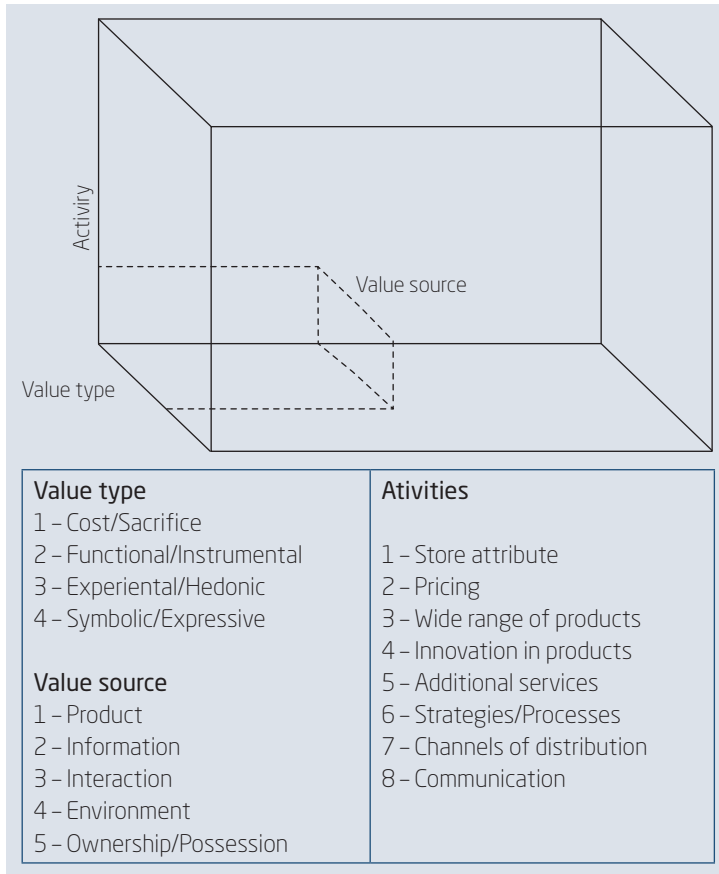 Activiry
Value source
Value type
Value type
1 – Cost/Sacrifice
2 – Functional/Instrumental
3 – Experiental/Hedonic
4 – Symbolic/Expressive
Value source
1 – Product
2 – Information
3 – Interaction
4 – Environment
5 – Ownership/Possession
Ativities
1 – Store attribute
2 – Pricing
3 – Wide range of products
4 – Innovation in products
5 – Additional services
6 – Strategies/Processes
7 – Channels of distribution
8 – Communication